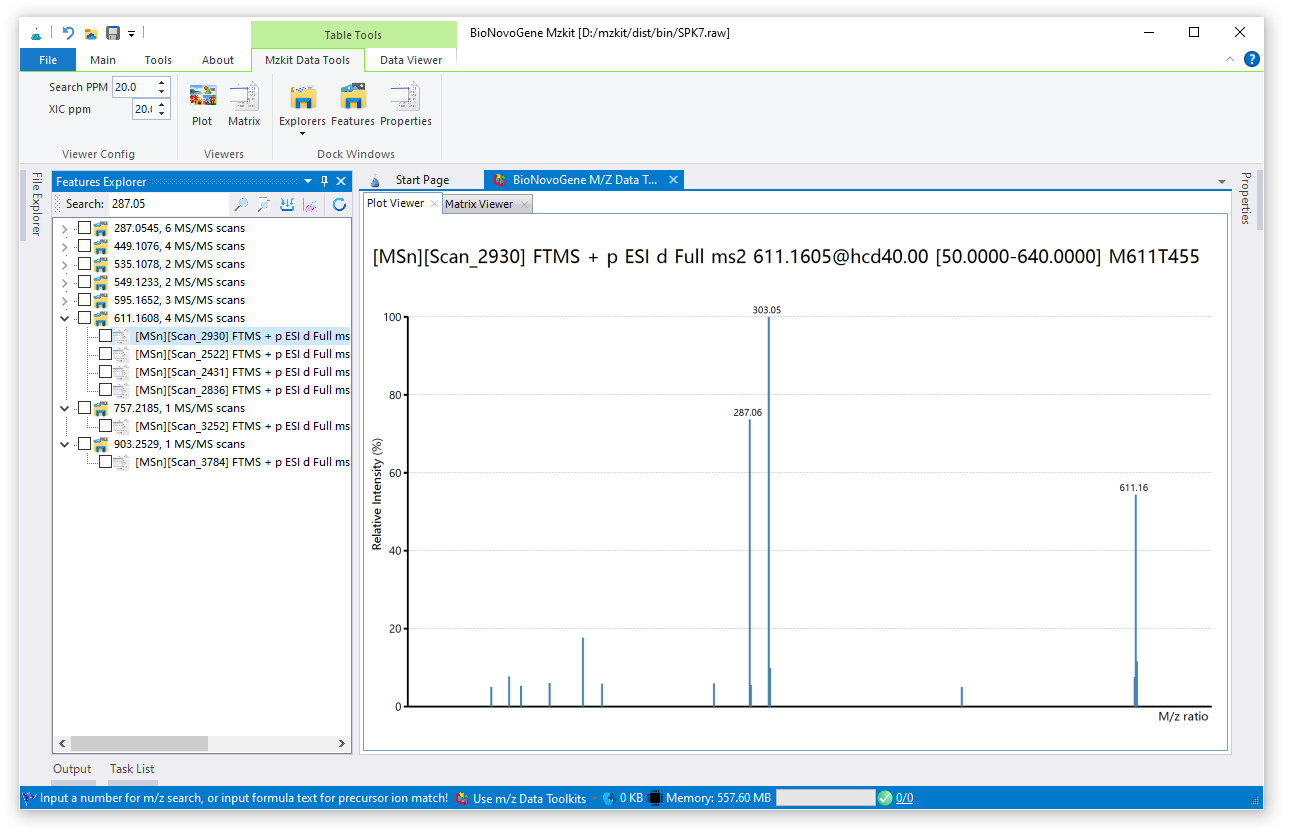 Table Tools
BioNovoGene Mzkit [D:/mzkit/dist/bin/SPK7.raw]
File Main Tools About Mzkit Data Tools Data Viewer
Search PPM 20.0
XIC ppm 20.
Plot Matrix Explorers Features Properties
Viewer Config Viewers Dock Windows
File Explorer
Features Explorer
Search: 287.05
287.0545, 6 MS/MS scans
449.1076, 4 MS/MS scans
535.1078, 2 MS/MS scans
549.1233, 2 MS/MS scans
595.1652, 3 MS/MS scans
611.1608, 4 MS/MS scans
[MSn][Scan_2930] FTMS + p ESI d Full ms
[MSn][Scan_2522] FTMS + p ESI d Full ms
[MSn][Scan_2431] FTMS + p ESI d Full ms
[MSn][Scan_2836] FTMS + p ESI d Full ms
757.2185, 1 MS/MS scans
[MSn][Scan_3252] FTMS + p ESI d Full ms
903.2529, 1 MS/MS scans
[MSn][Scan_3784] FTMS + p ESI d Full ms
Start Page BioNovoGene M/Z Data T...
Plot Viewer Matrix Viewer
[MSn][Scan_2930] FTMS + p ESI d Full ms2 611.1605@hcd40.00 [50.0000-640.0000] M611T455
303.05
100
80
287.06
60
611.16
40
20
0
Relative Intensity (%)
M/z ratio
Properties
Output Task List
Input a number for m/z search, or input formula text for precursor ion match! Use m/z Data Toolkits 0 KB Memory: 557.60 MB 0/0